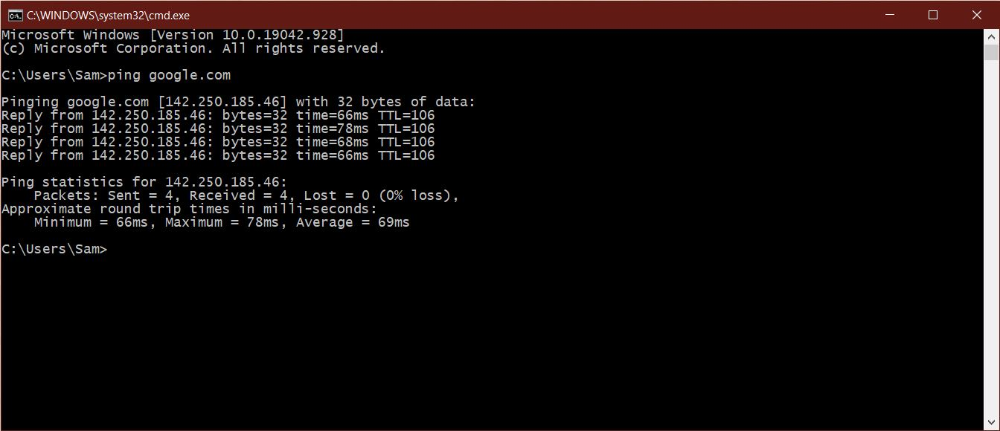 C:\WINDOWS\system32\cmd.exe
Microsoft Windows [Version 10.0.19042.928]
(c) Microsoft Corporation. All rights reserved.
C:\Users\Sam>ping google.com
Pinging google.com [142.250.185.46] with 32 bytes of data:
Reply from 142.250.185.46: bytes=32 time=66ms TTL=106
Reply from 142.250.185.46: bytes=32 time=78ms TTL=106
Reply from 142.250.185.46: bytes=32 time=68ms TTL=106
Reply from 142.250.185.46: bytes=32 time=66ms TTL=106
Ping statistics for 142.250.185.46:
    Packets: Sent = 4, Received = 4, Lost = 0 (0% loss),
Approximate round trip times in milli-seconds:
    Minimum = 66ms, Maximum = 78ms, Average = 69ms
C:\Users\Sam>